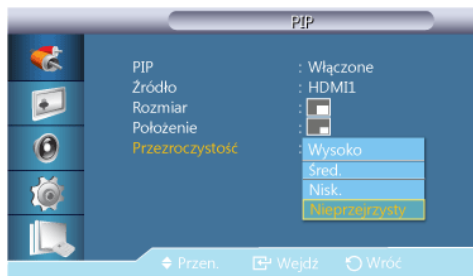 PIP
PIP : Włączone
Źródło : HDMI1
Rozmiar :
Położenie :
Przezroczystość : Wysoko
Śred.
Nisk.
Nieprzejrzysty
Przen. Wejdź Wróć